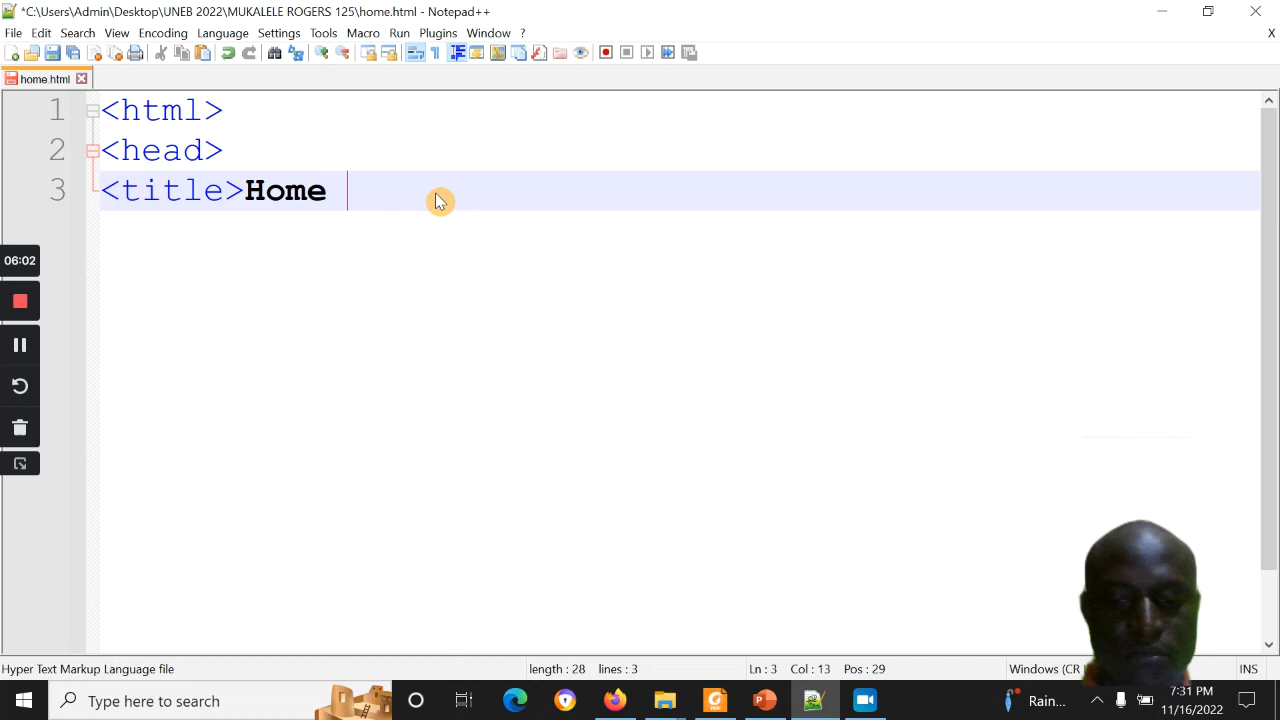 *C:\Users\Admin\Desktop\UNEB 2022\MUKALELE ROGERS 125\home.html - Notepad++
File Edit Search View Encoding Language Settings Tools Macro Run Plugins Window ? X
home.html
1 <html>
2 <head>
3 <title>Home
06:02
Hyper Text Markup Language file length : 28 lines : 3 Ln : 3 Col : 13 Pos : 29 Windows (CR INS
Type here to search Rain... 7:31 PM
11/16/2022